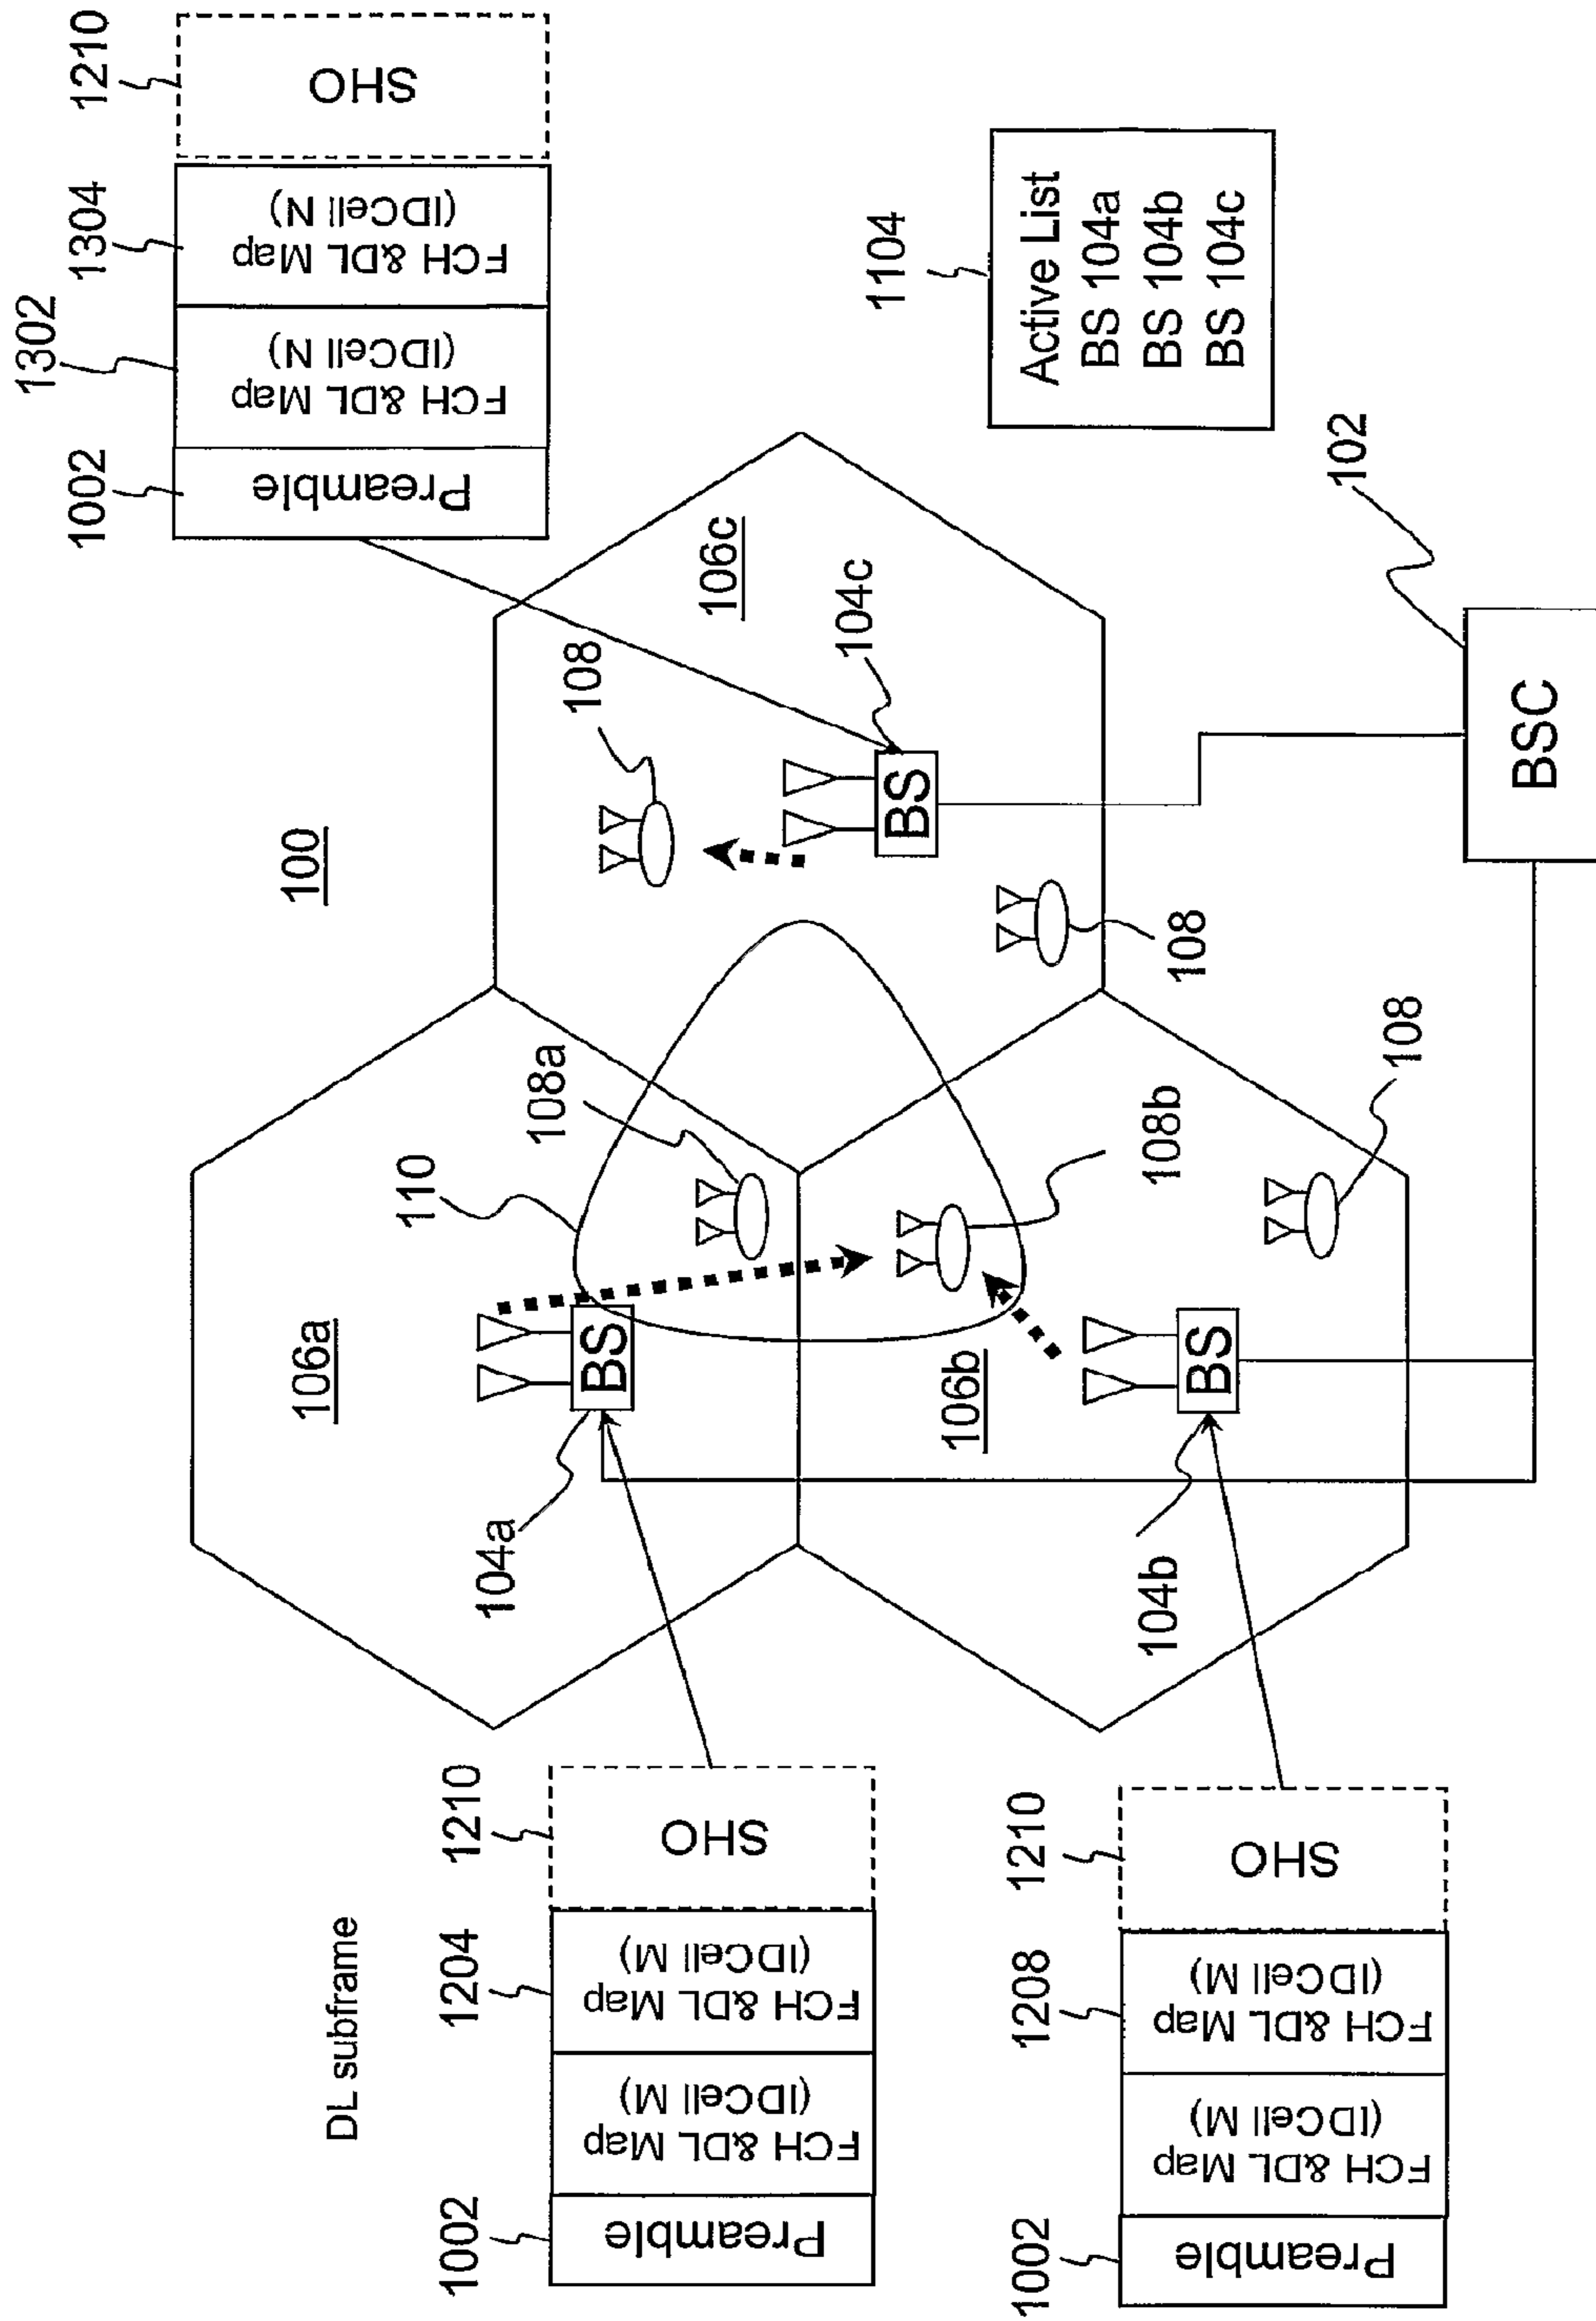 DL subframe
1002
1204
1210
Preamble
FCH &DL Map
(IDCell M)
FCH &DL Map
(IDCell M)
SHO
1002
1208
1210
Preamble
FCH &DL Map
(IDCell M)
FCH &DL Map
(IDCell M)
SHO
1002
1302
1304
1210
Preamble
FCH &DL Map
(IDCell N)
FCH &DL Map
(IDCell N)
SHO
100
106a
104a
BS
110
108a
106b
104b
BS
108b
108
106c
108
104c
BS
108
1104
Active List
BS 104a
BS 104b
BS 104c
102
BSC